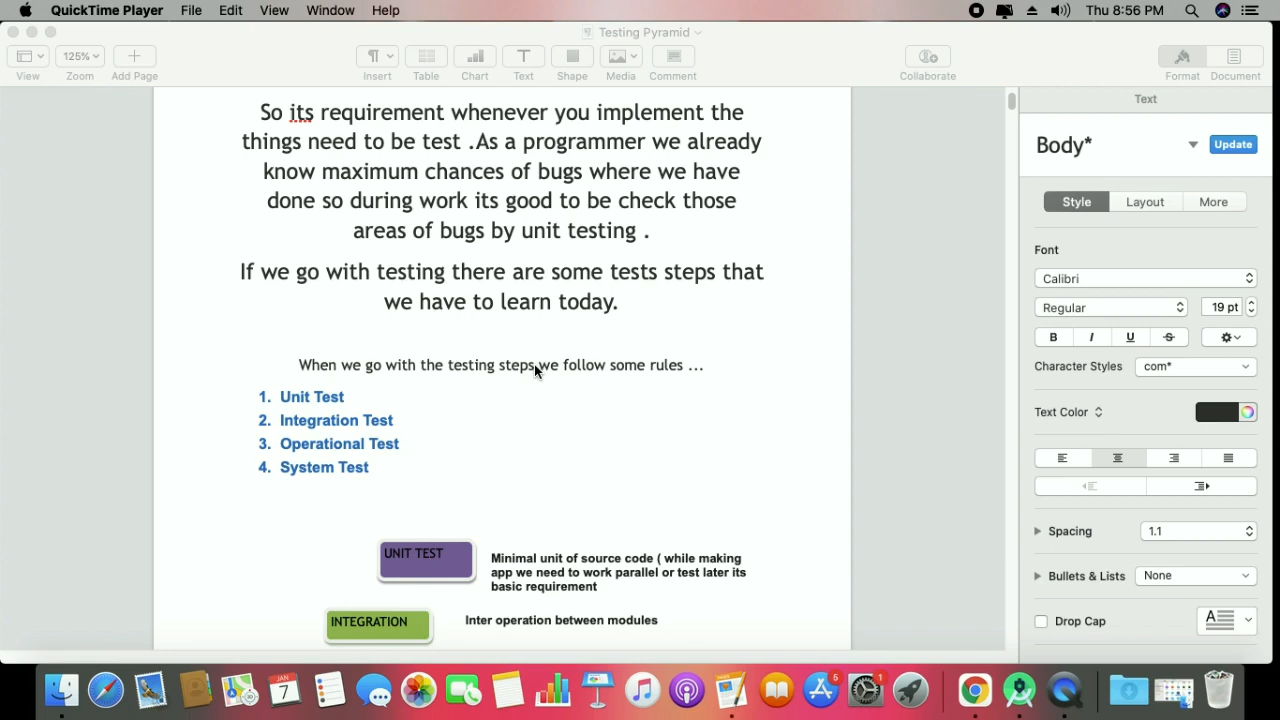 QuickTime Player File Edit View Window Help Thu 8:56 PM
Testing Pyramid
125%
View Zoom Add Page Insert Table Chart Text Shape Media Comment Collaborate Format Document
Text
Body* Update
Style Layout More
Font
Calibri
Regular 19 pt
B I U S
Character Styles com*
Text Color
Spacing 1.1
Bullets & Lists None
Drop Cap A
So its requirement whenever you implement the
things need to be test .As a programmer we already
know maximum chances of bugs where we have
done so during work its good to be check those
areas of bugs by unit testing .
If we go with testing there are some tests steps that
we have to learn today.
When we go with the testing steps we follow some rules ...
1. Unit Test
2. Integration Test
3. Operational Test
4. System Test
UNIT TEST
Minimal unit of source code ( while making
app we need to work parallel or test later its
basic requirement
INTEGRATION
Inter operation between modules
JAN
7
5
1